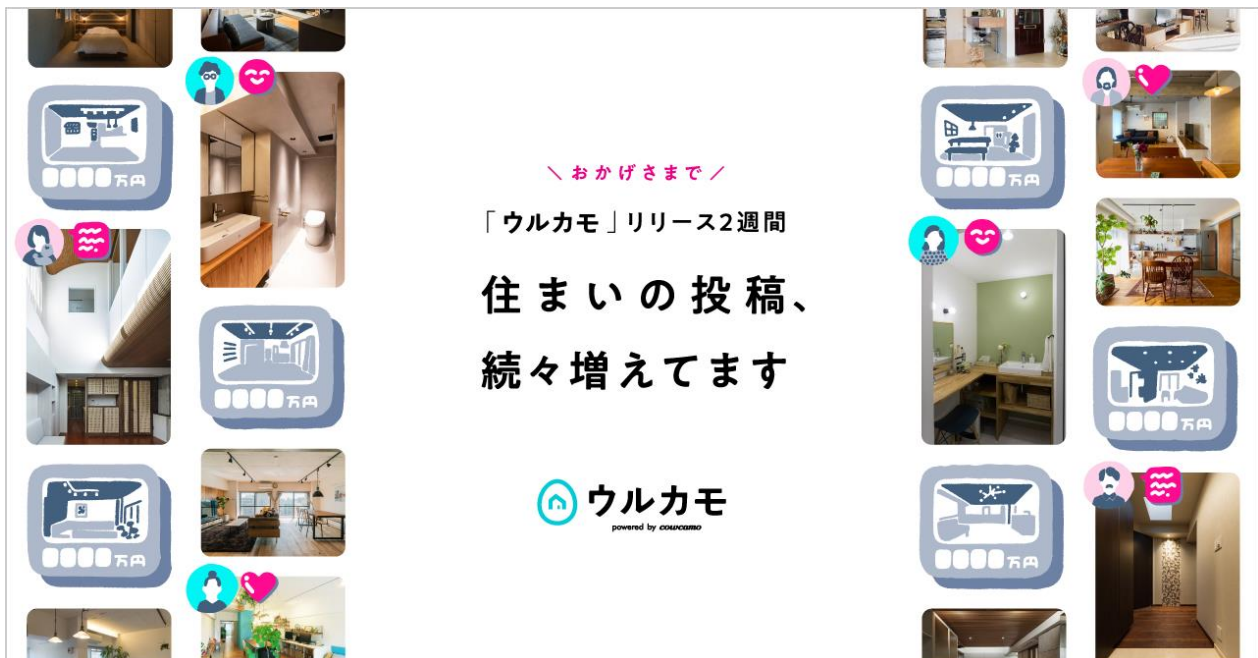 ＼おかげさまで／
「ウルカモ」リリース2週間
住まいの投稿、
続々増えてます
ウルカモ
powered by cowcamo
万円
万円
万円
万円
万円
万円